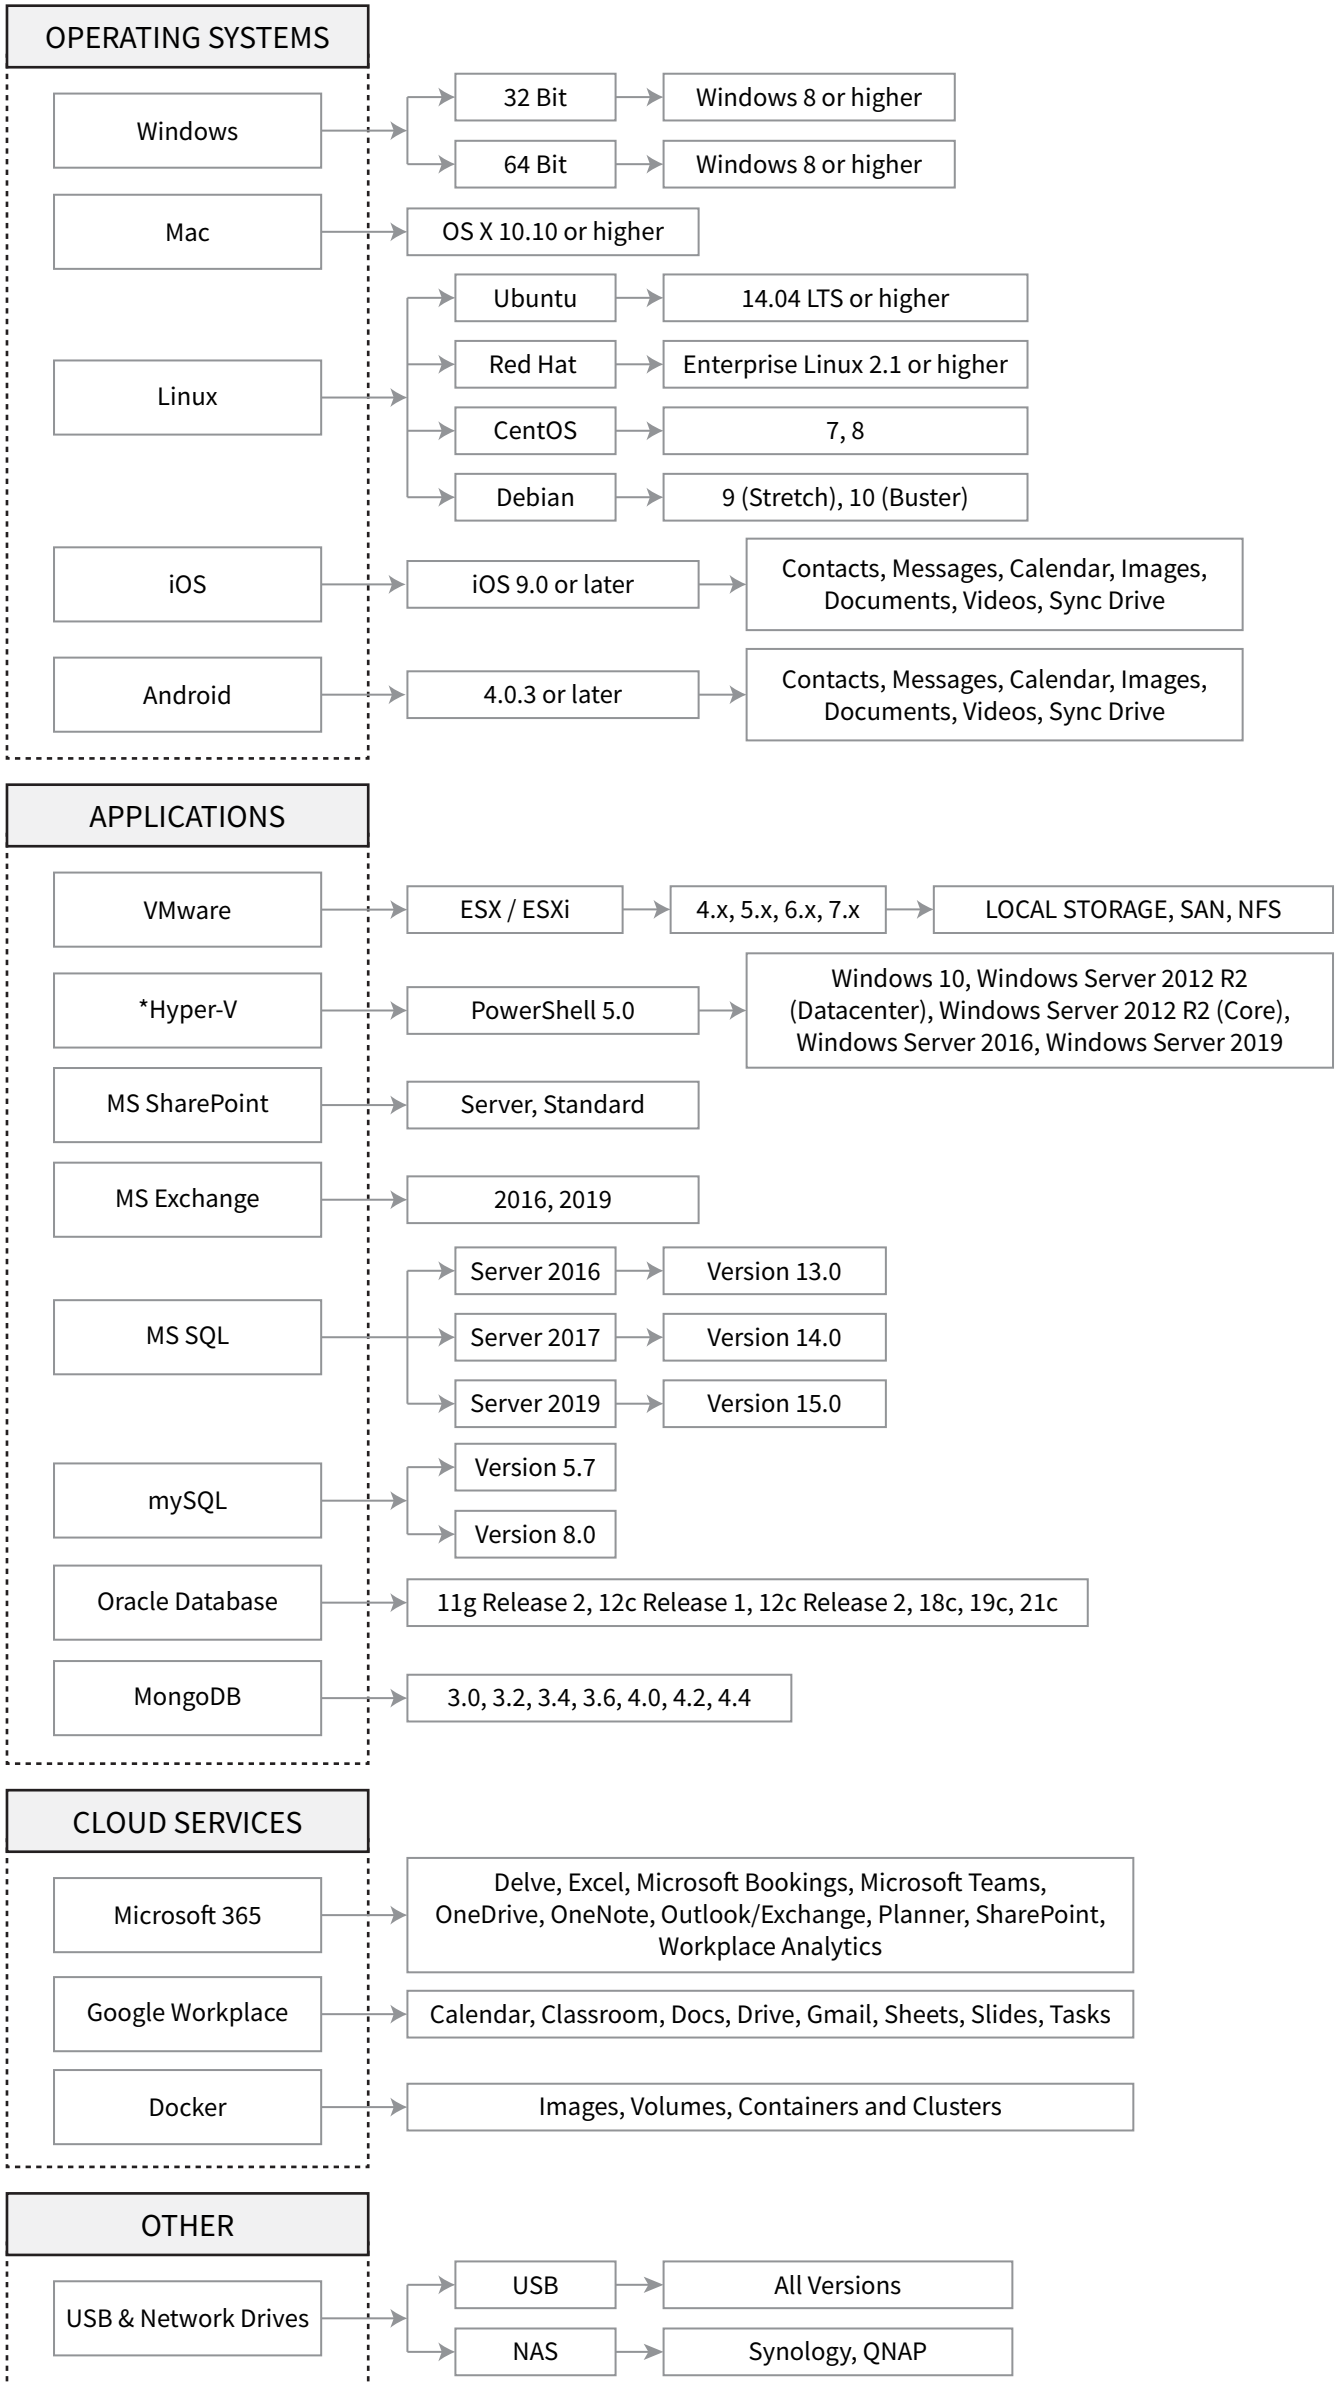 OPERATING SYSTEMS
Windows
32 Bit
Windows 8 or higher
64 Bit
Windows 8 or higher
Mac
OS X 10.10 or higher
Linux
Ubuntu
14.04 LTS or higher
Red Hat
Enterprise Linux 2.1 or higher
CentOS
7, 8
Debian
9 (Stretch), 10 (Buster)
iOS
iOS 9.0 or later
Contacts, Messages, Calendar, Images,
Documents, Videos, Sync Drive
Android
4.0.3 or later
Contacts, Messages, Calendar, Images,
Documents, Videos, Sync Drive
APPLICATIONS
VMware
ESX / ESXi
4.x, 5.x, 6.x, 7.x
LOCAL STORAGE, SAN, NFS
*Hyper-V
PowerShell 5.0
Windows 10, Windows Server 2012 R2
(Datacenter), Windows Server 2012 R2 (Core),
Windows Server 2016, Windows Server 2019
MS SharePoint
Server, Standard
MS Exchange
2016, 2019
MS SQL
Server 2016
Version 13.0
Server 2017
Version 14.0
Server 2019
Version 15.0
mySQL
Version 5.7
Version 8.0
Oracle Database
11g Release 2, 12c Release 1, 12c Release 2, 18c, 19c, 21c
MongoDB
3.0, 3.2, 3.4, 3.6, 4.0, 4.2, 4.4
CLOUD SERVICES
Microsoft 365
Delve, Excel, Microsoft Bookings, Microsoft Teams,
OneDrive, OneNote, Outlook/Exchange, Planner, SharePoint,
Workplace Analytics
Google Workplace
Calendar, Classroom, Docs, Drive, Gmail, Sheets, Slides, Tasks
Docker
Images, Volumes, Containers and Clusters
OTHER
USB & Network Drives
USB
All Versions
NAS
Synology, QNAP